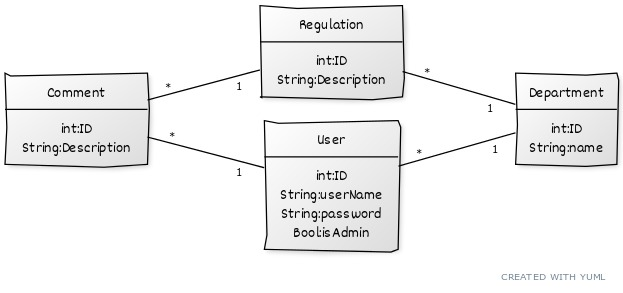 Regulation
int:ID
String:Description
*
1
*
1
Comment
int:ID
String:Description
*
1
User
int:ID
String:userName
String:password
Bool:isAdmin
*
1
Department
int:ID
String:name
CREATED WITH YUML